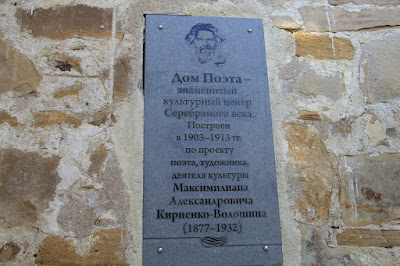 Дом Поэта –
знаменитый
культурный центр
Серебряного века.
Построен
в 1903–1913 гг.
по проекту
поэта, художника,
деятеля культуры
Максимилиана
Александровича
Кириенко-Волошина
(1877–1932)